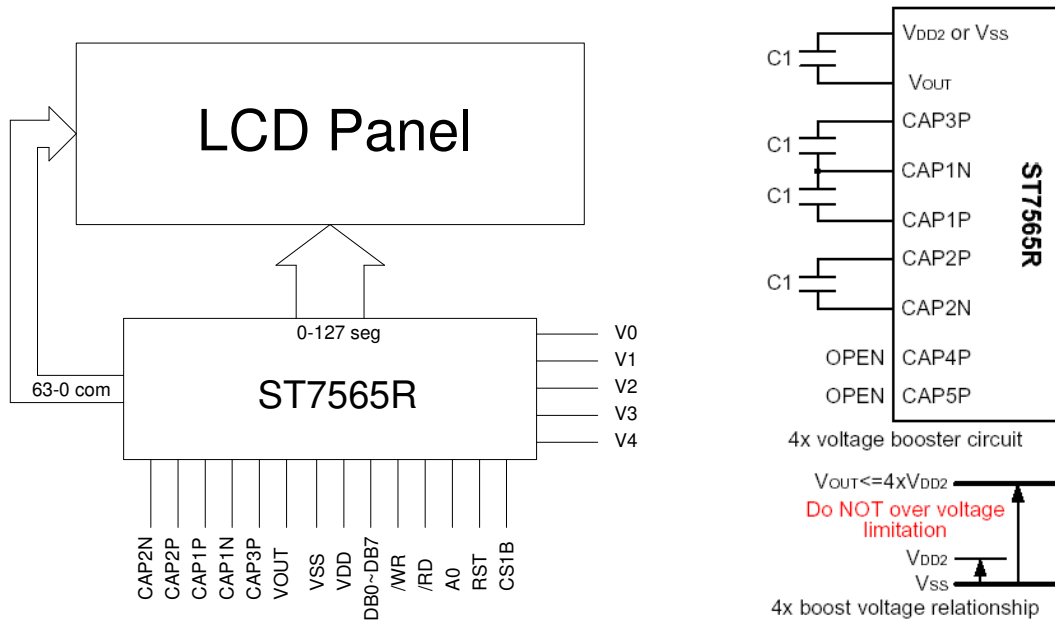 LCD Panel
0-127 seg
ST7565R
63-0 com
V0
V1
V2
V3
V4
CAP2N
CAP2P
CAP1P
CAP1N
CAP3P
VOUT
VSS
VDD
DB0~DB7
/WR
/RD
A0
RST
CS1B
C1
VDD2 or VSS
VOUT
C1
CAP3P
CAP1N
C1
CAP1P
C1
CAP2P
CAP2N
OPEN CAP4P
OPEN CAP5P
ST7565R
4x voltage booster circuit
VOUT<=4xVDD2
Do NOT over voltage
limitation
VDD2
VSS
4x boost voltage relationship